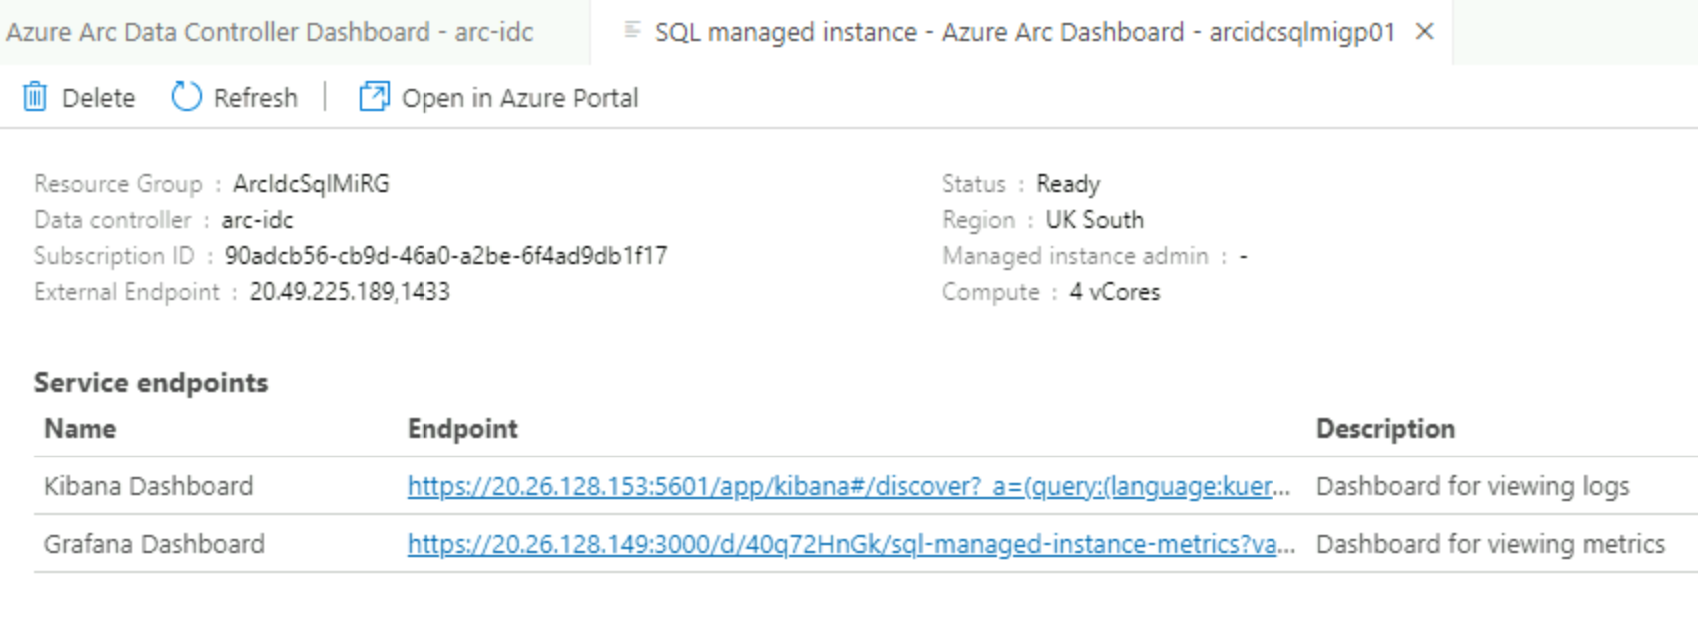 Azure Arc Data Controller Dashboard - arc-idc
SQL managed instance - Azure Arc Dashboard - arcidcsqlmigp01
Delete Refresh Open in Azure Portal
Resource Group : ArcIdcSqlMiRG
Data controller : arc-idc
Subscription ID : 90adcb56-cb9d-46a0-a2be-6f4ad9db1f17
External Endpoint : 20.49.225.189,1433
Status : Ready
Region : UK South
Managed instance admin : -
Compute : 4 vCores
Service endpoints
Name Endpoint Description
Kibana Dashboard https://20.26.128.153:5601/app/kibana#/discover?_a=(query:(language:kuer... Dashboard for viewing logs
Grafana Dashboard https://20.26.128.149:3000/d/40q72HnGk/sql-managed-instance-metrics?va... Dashboard for viewing metrics